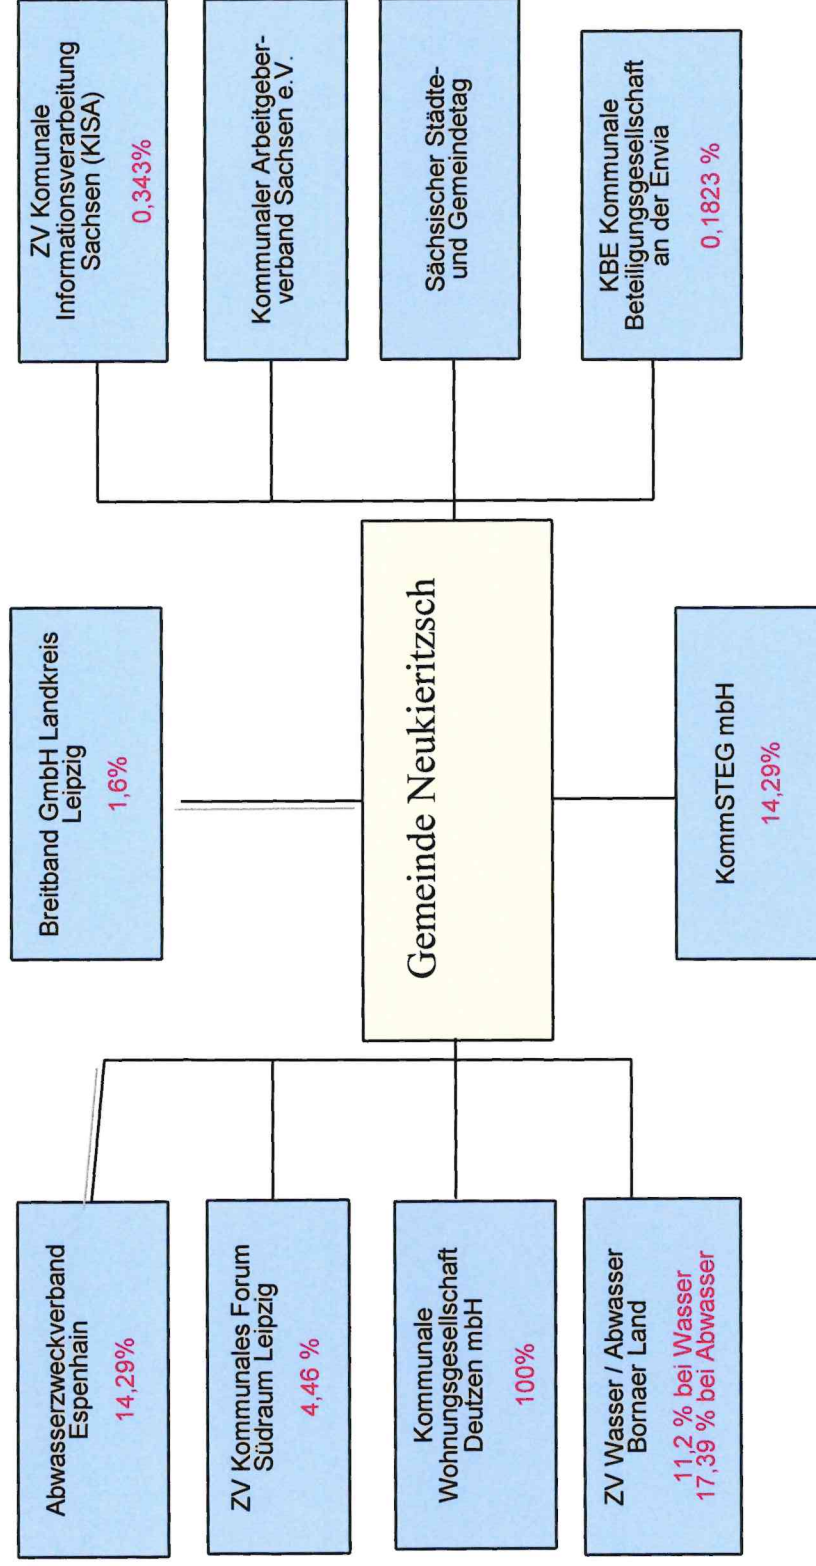 Abwasserzweckverband
Espenhain
14,29%
ZV Kommunales Forum
Südraum Leipzig
4,46 %
Kommunale
Wohnungsgesellschaft
Deutzen mbH
100%
ZV Wasser / Abwasser
Bornaer Land
11,2 % bei Wasser
17,39 % bei Abwasser
Breitband GmbH Landkreis
Leipzig
1,6%
Gemeinde Neukieritzsch
KommSTEG mbH
14,29%
ZV Komunale
Informationsverarbeitung
Sachsen (KISA)
0,343%
Kommunaler Arbeitgeber-
verband Sachsen e.V.
Sächsischer Städte-
und Gemeindetag
KBE Kommunale
Beteiligungsgesellschaft
an der Envia
0,1823 %